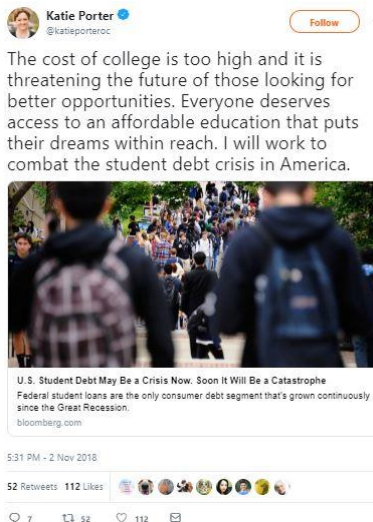 Katie Porter
@katieporteroc
Follow
The cost of college is too high and it is
threatening the future of those looking for
better opportunities. Everyone deserves
access to an affordable education that puts
their dreams within reach. I will work to
combat the student debt crisis in America.
U.S. Student Debt May Be a Crisis Now. Soon It Will Be a Catastrophe
Federal student loans are the only consumer debt segment that's grown continuously
since the Great Recession.
bloomberg.com
5:31 PM - 2 Nov 2018
52 Retweets 112 Likes
7 52 112